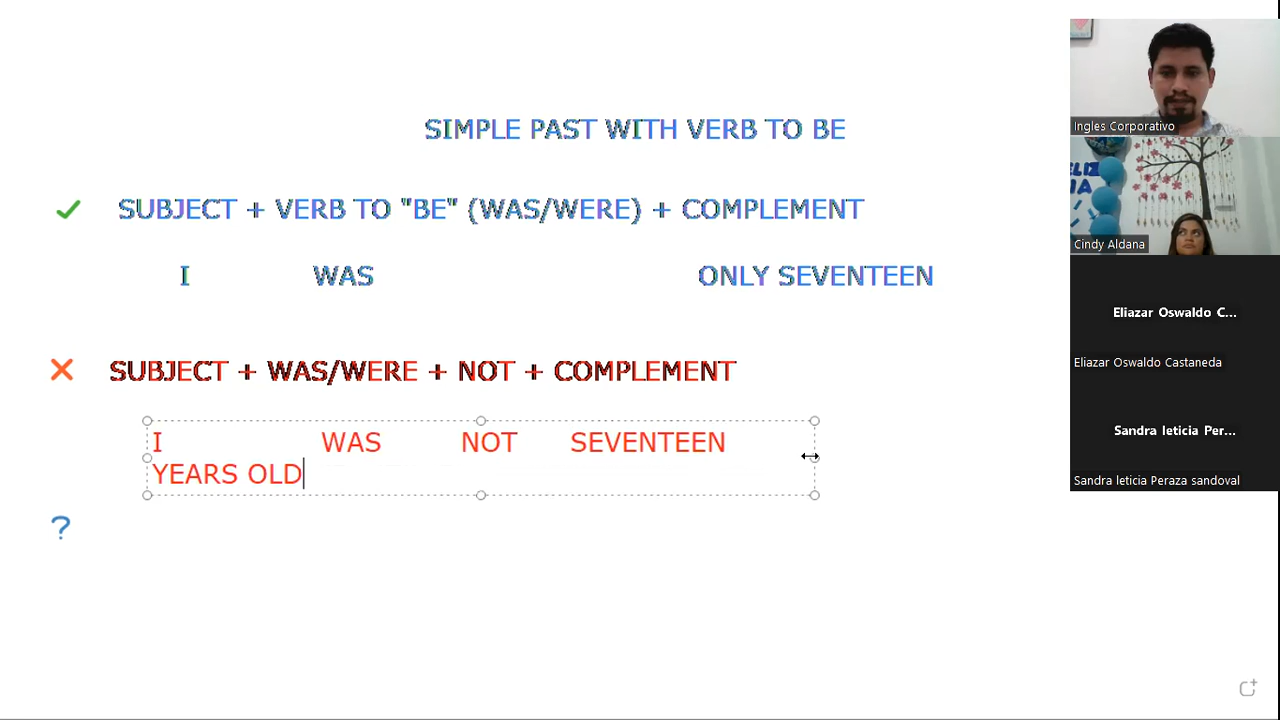 SIMPLE PAST WITH VERB TO BE
SUBJECT + VERB TO "BE" (WAS/WERE) + COMPLEMENT
I WAS ONLY SEVENTEEN
SUBJECT + WAS/WERE + NOT + COMPLEMENT
I WAS NOT SEVENTEEN
YEARS OLD
?
Ingles Corporativo
Cindy Aldana
Eliazar Oswaldo C...
Eliazar Oswaldo Castaneda
Sandra leticia Per...
Sandra leticia Peraza sandoval